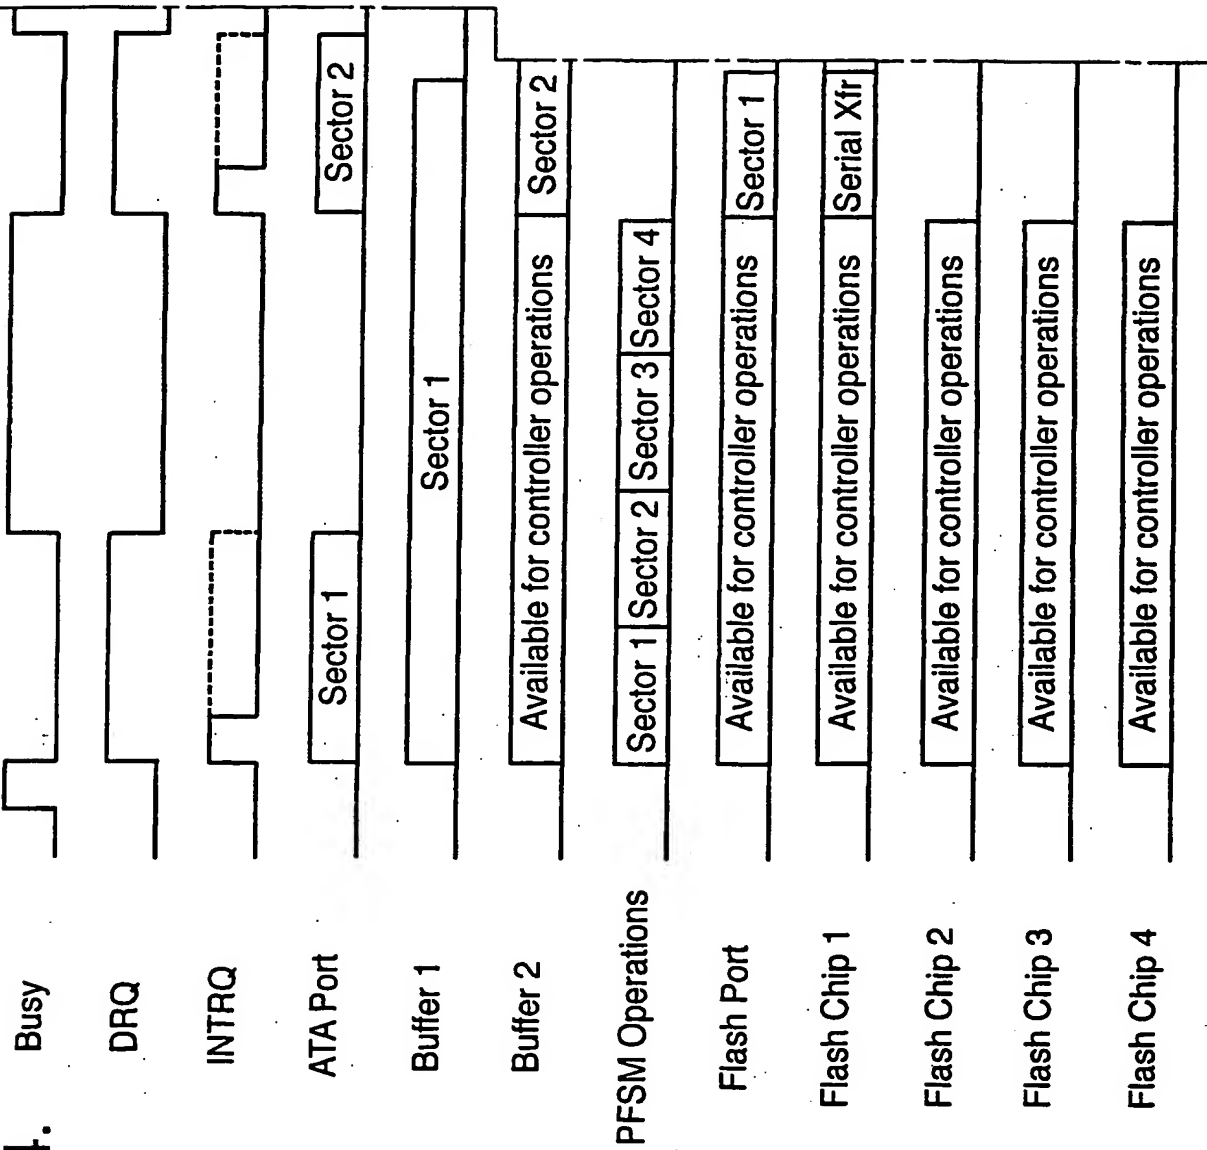 Busy
DRQ
INTRQ
ATA Port
Sector 1
Sector 2
Buffer 1
Sector 1
Buffer 2
Available for controller operations
Sector 2
PFSM Operations
Sector 1
Sector 2
Sector 3
Sector 4
Flash Port
Available for controller operations
Sector 1
Flash Chip 1
Available for controller operations
Serial Xfr
Flash Chip 2
Available for controller operations
Flash Chip 3
Available for controller operations
Flash Chip 4
Available for controller operations